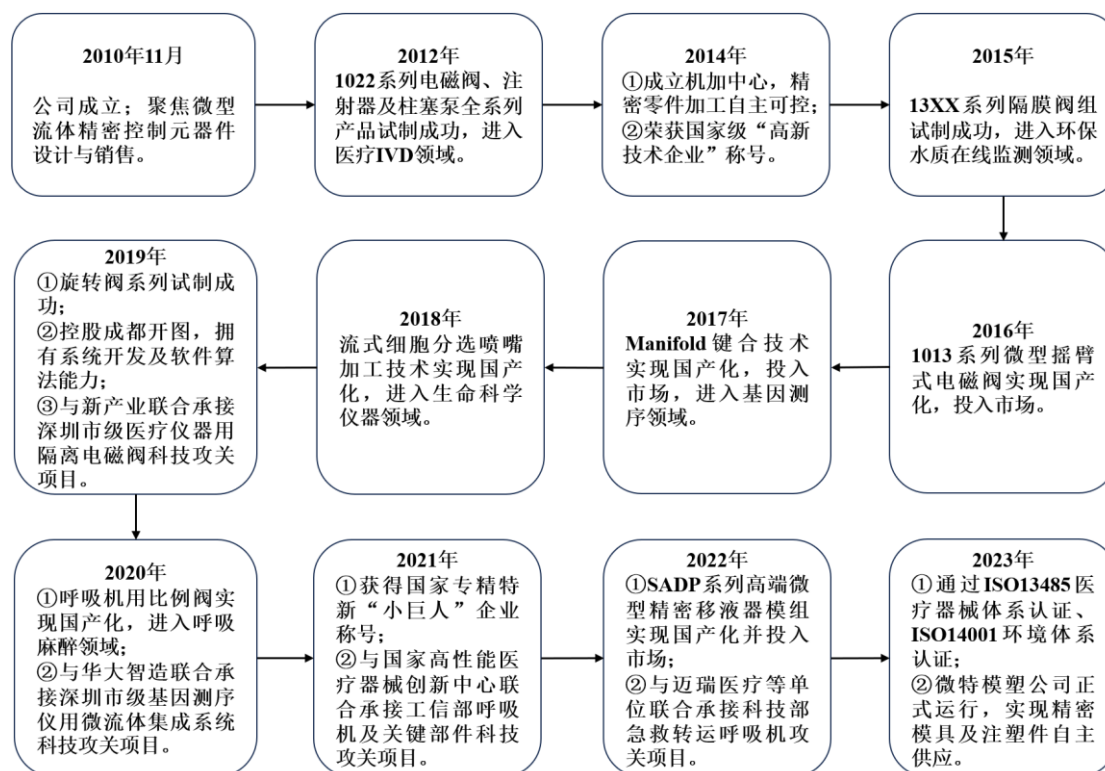 2010年11月
公司成立；聚焦微型
流体精密控制元器件
设计与销售。
2012年
1022系列电磁阀、注
射器及柱塞泵全系列
产品试制成功，进入
医疗IVD领域。
2014年
①成立机加中心，精
密零件加工自主可控；
②荣获国家级“高新
技术企业”称号。
2015年
13XX系列隔膜阀组
试制成功，进入环保
水质在线监测领域。
2016年
1013系列微型摇臂
式电磁阀实现国产
化，投入市场。
2017年
Manifold键合技术
实现国产化，投入
市场，进入基因测
序领域。
2018年
流式细胞分选喷嘴
加工技术实现国产
化，进入生命科学
仪器领域。
2019年
①旋转阀系列试制成
功；
②控股成都开图，拥
有系统开发及软件算
法能力；
③与新产业联合承接
深圳市级医疗仪器用
隔离电磁阀科技攻关
项目。
2020年
①呼吸机用比例阀实
现国产化，进入呼吸
麻醉领域；
②与华大智造联合承
接深圳市级基因测序
仪用微流体集成系统
科技攻关项目。
2021年
①获得国家专精特
新“小巨人”企业
称号；
②与国家高性能医
疗器械创新中心联
合承接工信部呼吸
机及关键部件科技
攻关项目。
2022年
①SADP系列高端微
型精密移液器模组
实现国产化并投入
市场；
②与迈瑞医疗等单
位联合承接科技部
急救转运呼吸机攻
关项目。
2023年
①通过ISO13485医
疗器械体系认证、
ISO14001环境体系
认证；
②微特模塑公司正
式运行，实现精密
模具及注塑件自主
供应。